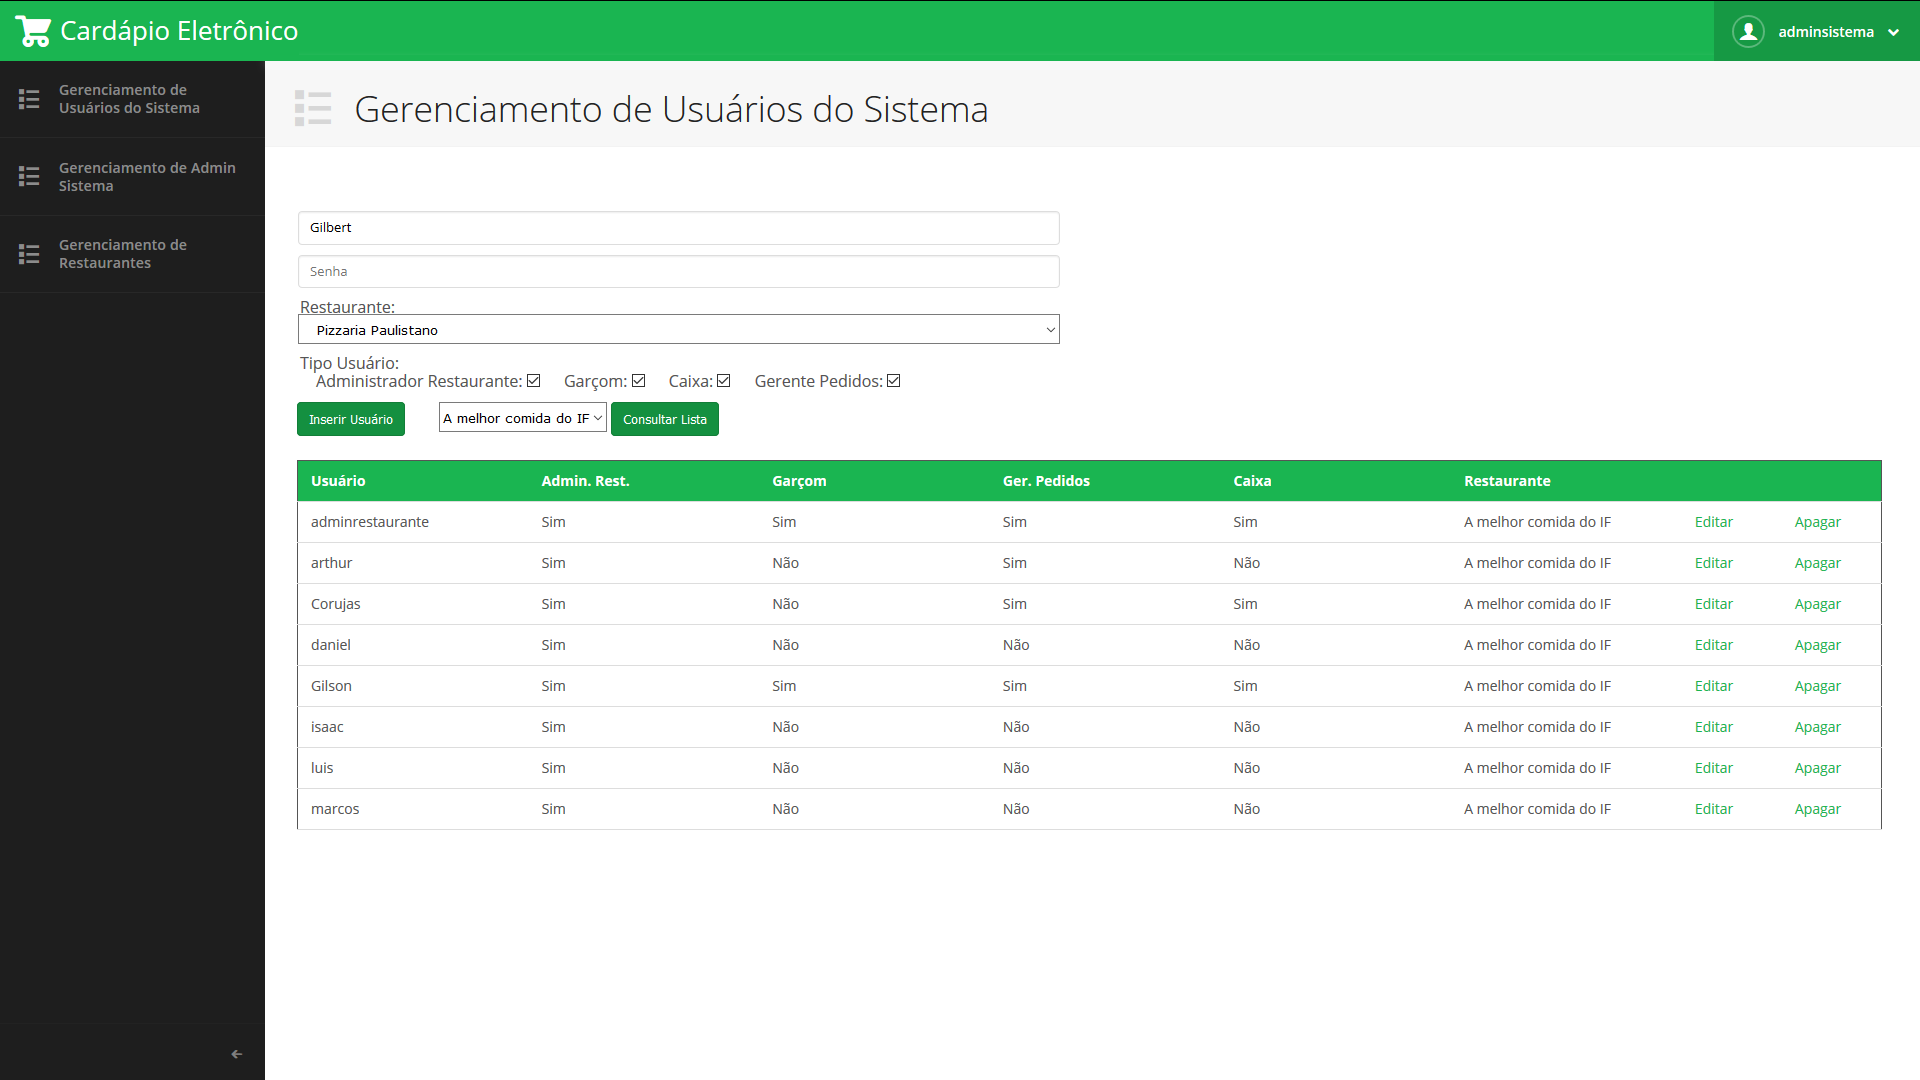 Cardápio Eletrônico
adminsistema
Gerenciamento de
Usuários do Sistema
Gerenciamento de Admin
Sistema
Gerenciamento de
Restaurantes
Gerenciamento de Usuários do Sistema
Gilbert
Senha
Restaurante:
Pizzaria Paulistano
Tipo Usuário:
Administrador Restaurante: Garçom: Caixa: Gerente Pedidos:
Inserir Usuário A melhor comida do IF Consultar Lista
Usuário Admin. Rest. Garçom Ger. Pedidos Caixa Restaurante
adminrestaurante Sim Sim Sim Sim A melhor comida do IF Editar Apagar
arthur Sim Não Sim Não A melhor comida do IF Editar Apagar
Corujas Sim Não Sim Sim A melhor comida do IF Editar Apagar
daniel Sim Não Não Não A melhor comida do IF Editar Apagar
Gilson Sim Sim Sim Sim A melhor comida do IF Editar Apagar
isaac Sim Não Não Não A melhor comida do IF Editar Apagar
luis Sim Não Não Não A melhor comida do IF Editar Apagar
marcos Sim Não Não Não A melhor comida do IF Editar Apagar